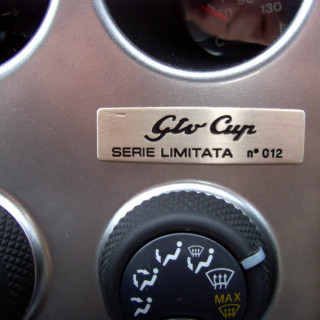 130
C
Gtv Cup
SERIE LIMITATA n° 012
MAX